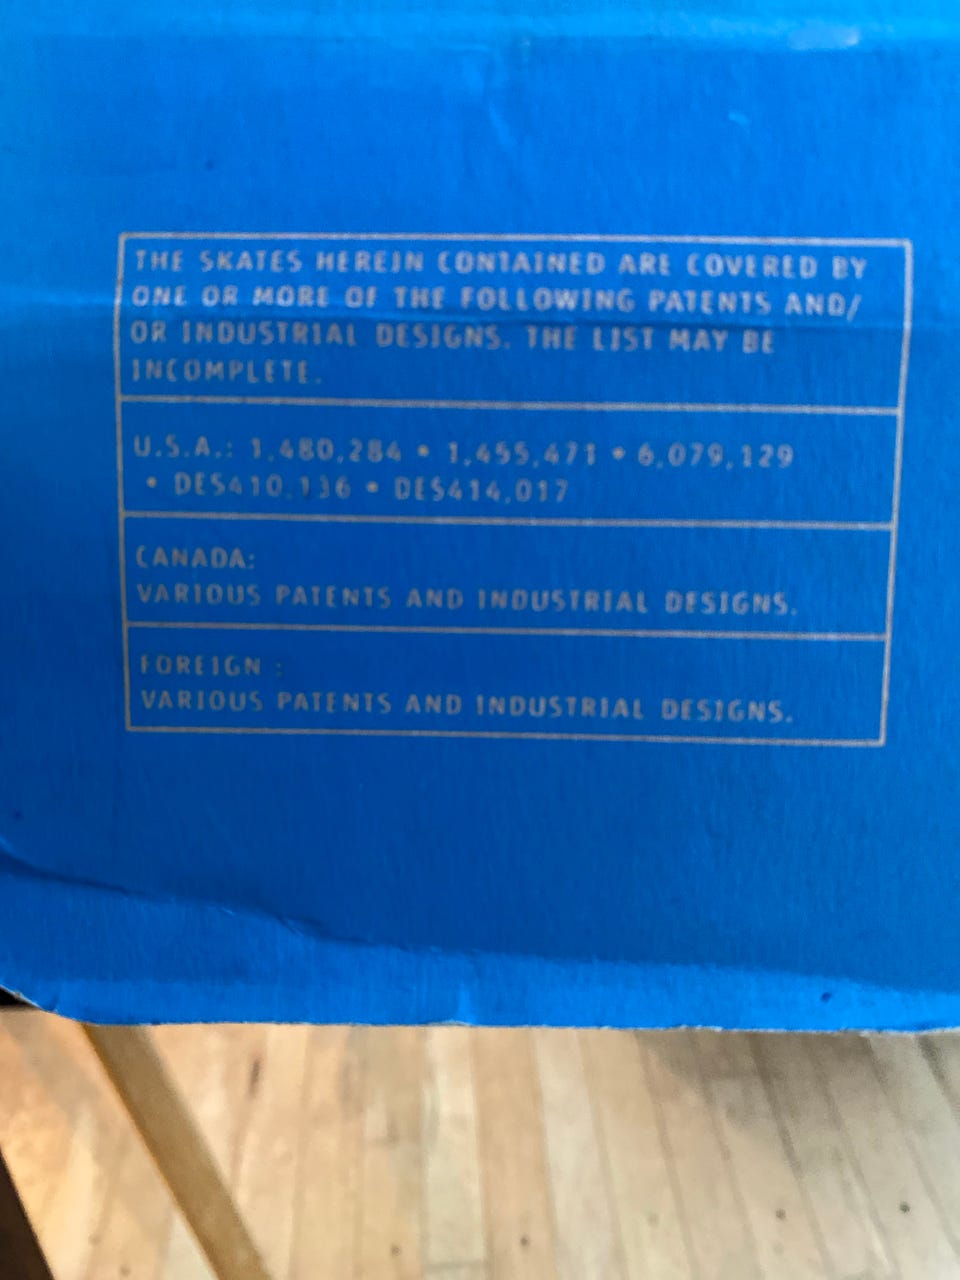 THE SKATES HEREIN CONTAINED ARE COVERED BY
ONE OR MORE OF THE FOLLOWING PATENTS AND/
OR INDUSTRIAL DESIGNS. THE LIST MAY BE
INCOMPLETE.
U.S.A.: 1,480,284 • 1,455,471 • 6,079,129
• DES410,136 • DES414,017
CANADA:
VARIOUS PATENTS AND INDUSTRIAL DESIGNS.
FOREIGN :
VARIOUS PATENTS AND INDUSTRIAL DESIGNS.